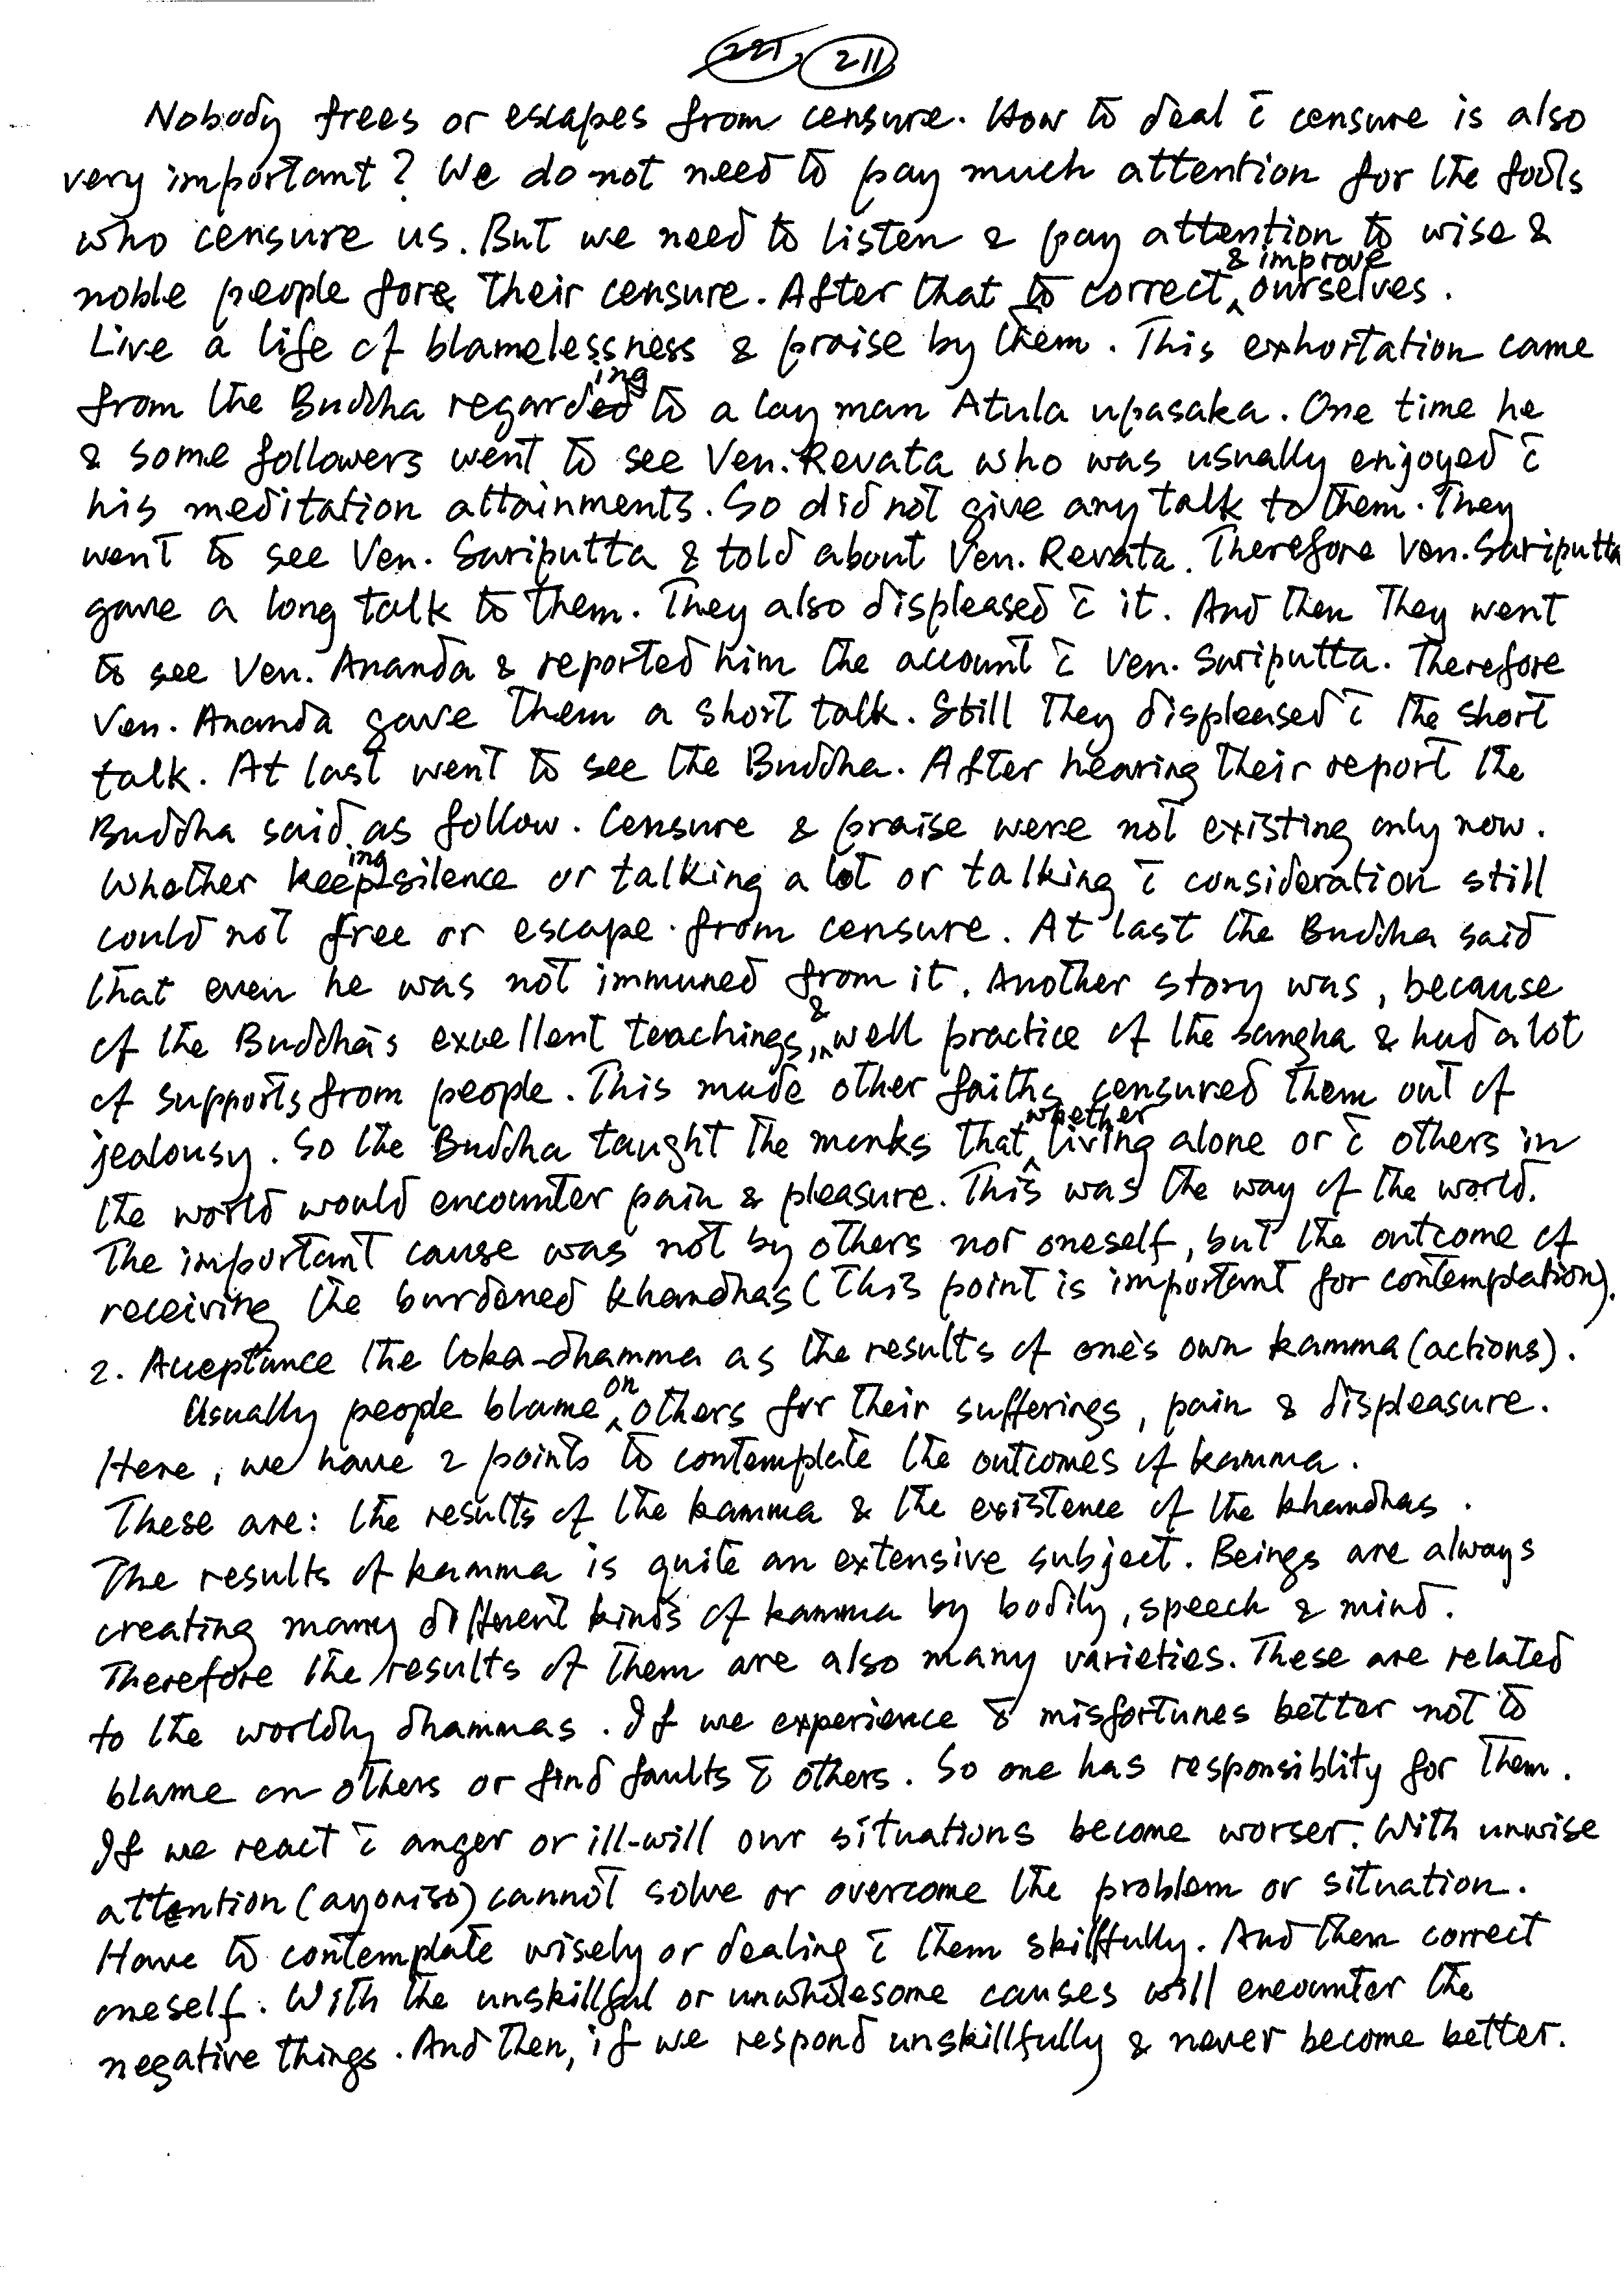 221 211
Nobody frees or escapes from censure. How to deal c̄ censure is also
very important? We do not need to pay much attention for the fools
who censure us. But we need to listen & pay attention to wise &
noble people fore their censure. After that to correct & improve ourselves.
Live a life of blamelessness & praise by them. This exhortation came
from the Buddha regarding to a lay man Atula upasaka. One time he
& some followers went to see Ven. Revata who was usually enjoyed c̄
his meditation attainments. So did not give any talk to them. They
went to see Ven. Sariputta & told about Ven. Revata. Therefore Ven. Sariputta
gave a long talk to them. They also displeased c̄ it. And then They went
to see Ven. Ananda & reported him the account c̄ Ven. Sariputta. Therefore
Ven. Ananda gave them a short talk. Still They displeased c̄ the short
talk. At last went to see the Buddha. After hearing their report the
Buddha said as follow. Censure & praise were not existing only now.
Whether keeping silence or talking a lot or talking c̄ consideration still
could not free or escape from censure. At last the Buddha said
that even he was not immuned from it. Another story was, because
of the Buddha's excellent teachings, & well practice of the sangha & had a lot
of supports from people. This made other faiths censured them out of
jealousy. So the Buddha taught the monks that whether living alone or c̄ others in
the world would encounter pain & pleasure. This was the way of the world.
The important cause was not by others nor oneself, but the outcome of
receiving the burdened khandhas (This point is important for contemplation).
2. Acceptance the loka-dhamma as the results of one's own kamma (actions).
Usually people blame on others for their sufferings, pain & displeasure.
Here, we have 2 points to contemplate the outcomes of kamma.
These are: the results of the kamma & the existence of the khandhas.
The results of kamma is quite an extensive subject. Beings are always
creating many different kinds of kamma by bodily, speech & mind.
Therefore the results of them are also many varieties. These are related
to the worldly dhammas. If we experience c̄ misfortunes better not to
blame on others or find faults c̄ others. So one has responsiblity for them.
If we react c̄ anger or ill-will our situations become worser. With unwise
attention (ayoniso) cannot solve or overcome the problem or situation.
Have to contemplate wisely or dealing c̄ them skillfully. And then correct
oneself. With the unskillful or unwholesome causes will encounter the
negative things. And then, if we respond unskillfully & never become better.